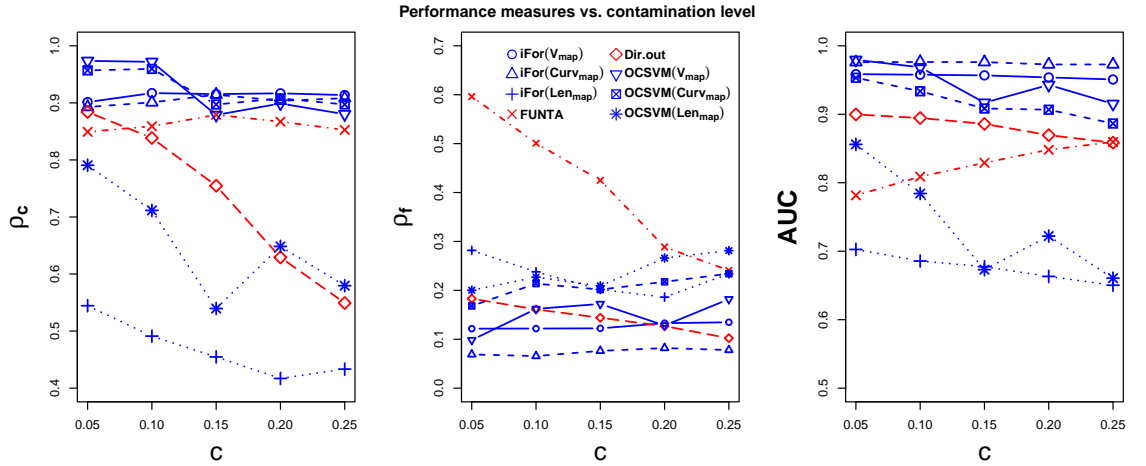 Performance measures vs. contamination level
ρc
1.0
0.9
0.8
0.7
0.6
0.5
0.4
0.05 0.10 0.15 0.20 0.25
C
ρf
0.7
0.6
0.5
0.4
0.3
0.2
0.1
0.0
iFor(Vmap)
iFor(Curvmap)
iFor(Lenmap)
FUNTA
Dir.out
OCSVM(Vmap)
OCSVM(Curvmap)
OCSVM(Lenmap)
0.05 0.10 0.15 0.20 0.25
C
AUC
1.0
0.9
0.8
0.7
0.6
0.5
0.05 0.10 0.15 0.20 0.25
C